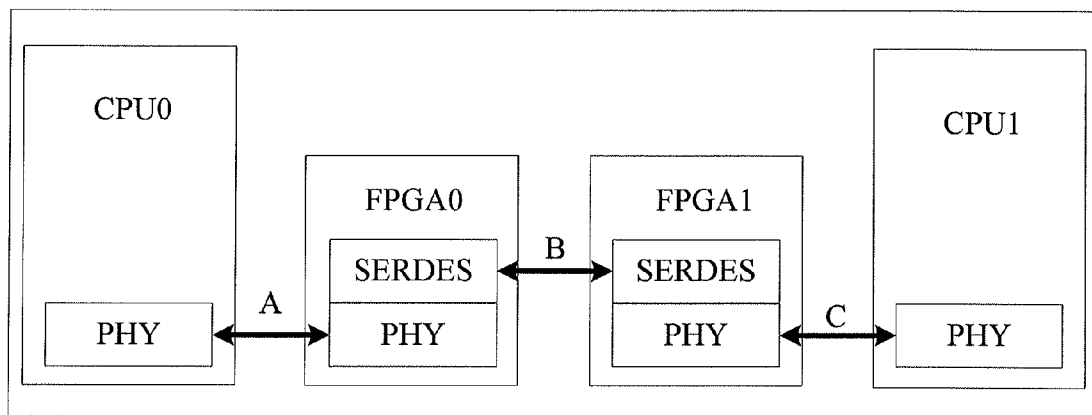 CPU0
CPU1
FPGA0
FPGA1
B
SERDES
SERDES
A
C
PHY
PHY
PHY
PHY